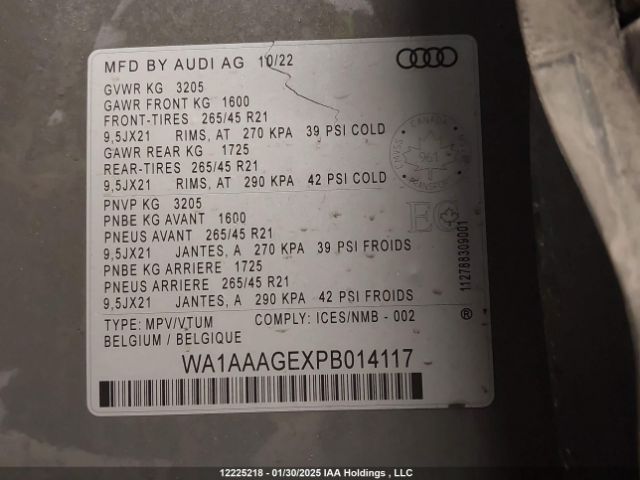 MFD BY AUDI AG 10/22
GVWR KG 3205
GAWR FRONT KG 1600
FRONT-TIRES 265/45 R21
9,5JX21 RIMS, AT 270 KPA 39 PSI COLD
GAWR REAR KG 1725
REAR-TIRES 265/45 R21
9,5JX21 RIMS, AT 290 KPA 42 PSI COLD
CANADA
961
TRANSPORT
PNVP KG 3205
PNBE KG AVANT 1600
PNEUS AVANT 265/45 R21
9,5JX21 JANTES, A 270 KPA 39 PSI FROIDS
PNBE KG ARRIERE 1725
PNEUS ARRIERE 265/45 R21
9,5JX21 JANTES, A 290 KPA 42 PSI FROIDS
112788309001
TYPE: MPV/VTUM COMPLY: ICES/NMB - 002 ®
BELGIUM / BELGIQUE
WA1AAAGEXPB014117
12225218 - 01/30/2025 IAA Holdings , LLC